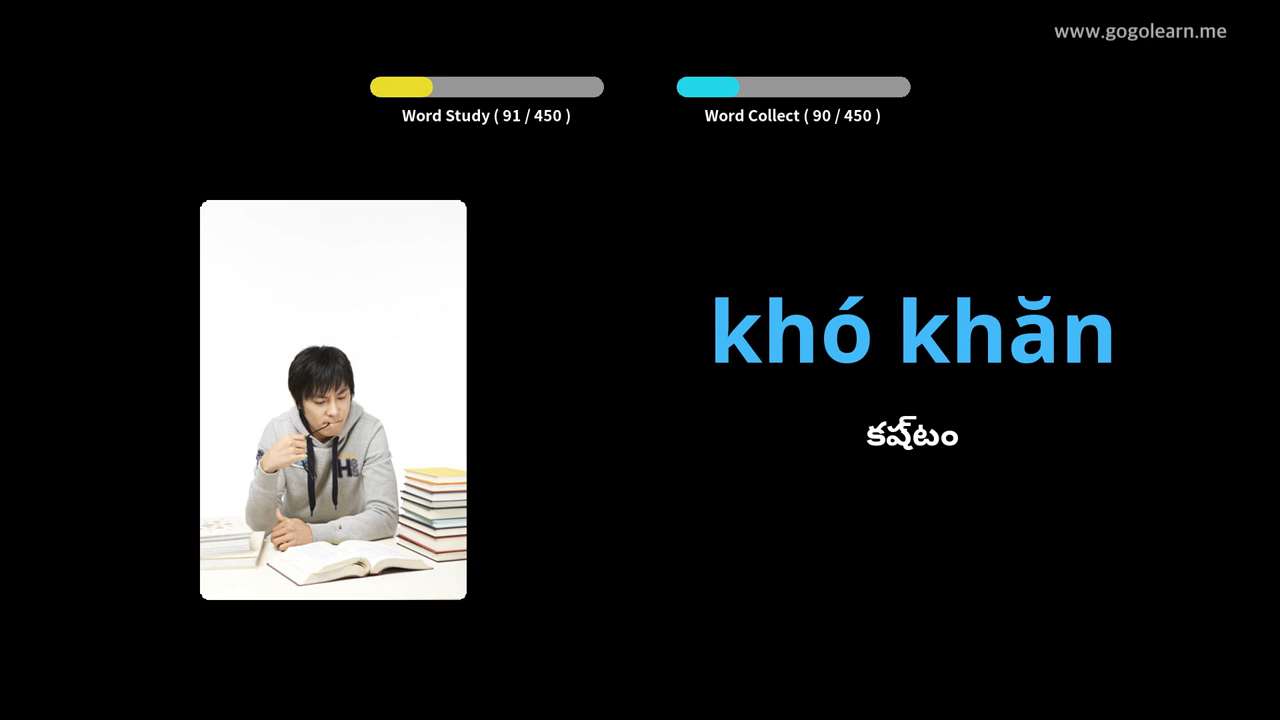 www.gogolearn.me
Word Study ( 91 / 450 )
Word Collect ( 90 / 450 )
khó khăn
కష్టం
H